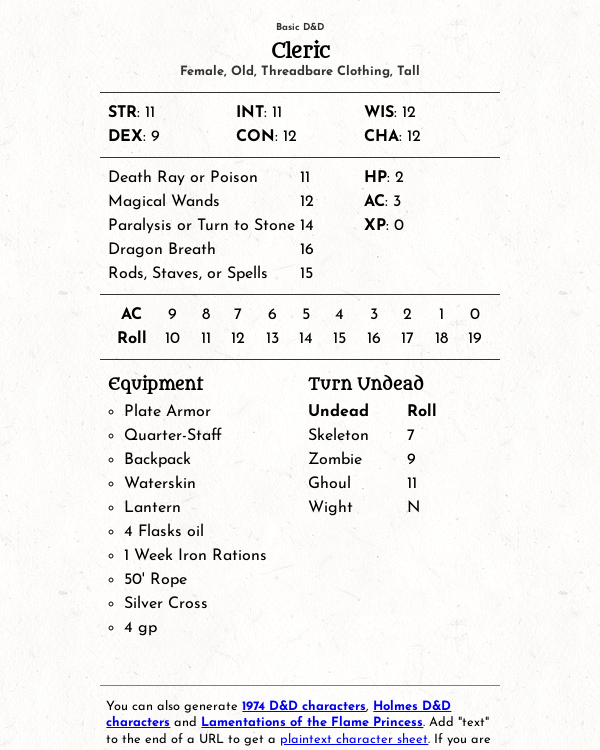 Basic D&D
Cleric
Female, Old, Threadbare Clothing, Tall
STR: 11 INT: 11 WIS: 12
DEX: 9 CON: 12 CHA: 12
Death Ray or Poison 11 HP: 2
Magical Wands 12 AC: 3
Paralysis or Turn to Stone 14 XP: 0
Dragon Breath 16
Rods, Staves, or Spells 15
AC 9 8 7 6 5 4 3 2 1 0
Roll 10 11 12 13 14 15 16 17 18 19
Equipment
Plate Armor
Quarter-Staff
Backpack
Waterskin
Lantern
4 Flasks oil
1 Week Iron Rations
50' Rope
Silver Cross
4 gp
Turn Undead
Undead Roll
Skeleton 7
Zombie 9
Ghoul 11
Wight N
You can also generate 1974 D&D characters, Holmes D&D
characters and Lamentations of the Flame Princess. Add "text"
to the end of a URL to get a plaintext character sheet. If you are